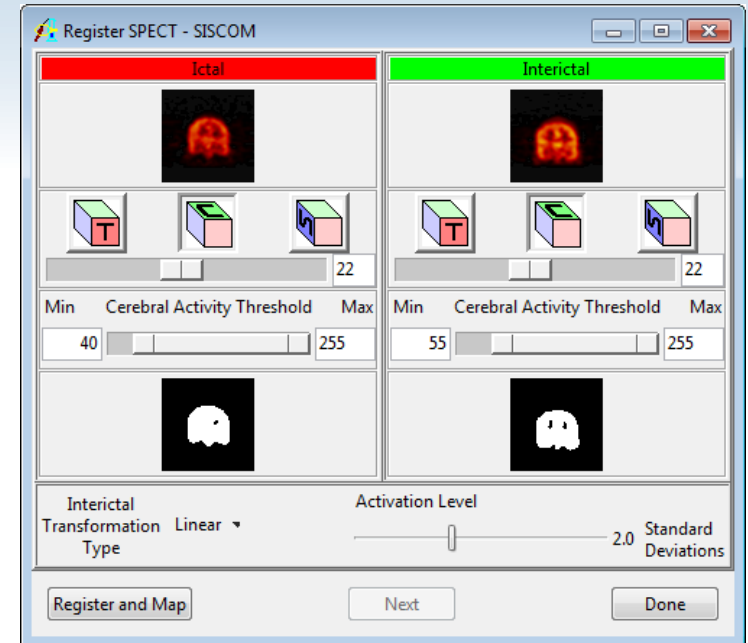 Register SPECT - SISCOM
Ictal
Interictal
T
C
S
T
C
S
22
22
Min Cerebral Activity Threshold Max
Min Cerebral Activity Threshold Max
40
255
55
255
Interictal
Transformation
Type
Linear
Activation Level
2.0
Standard
Deviations
Register and Map
Next
Done